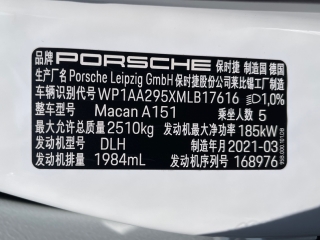 品牌 PORSCHE 保时捷 制造国 德国
生产厂名 Porsche Leipzig GmbH 保时捷股份公司莱比锡工厂制造
车辆识别代号 WP1AA295XMLB17616 1,0%
整车型号 Macan A151 乘坐人数 5
最大允许总质量 2510kg 发动机最大净功率 185kW
发动机型号 DLH 制造年月 2021-03
发动机排量 1984mL 发动机序列号 168976